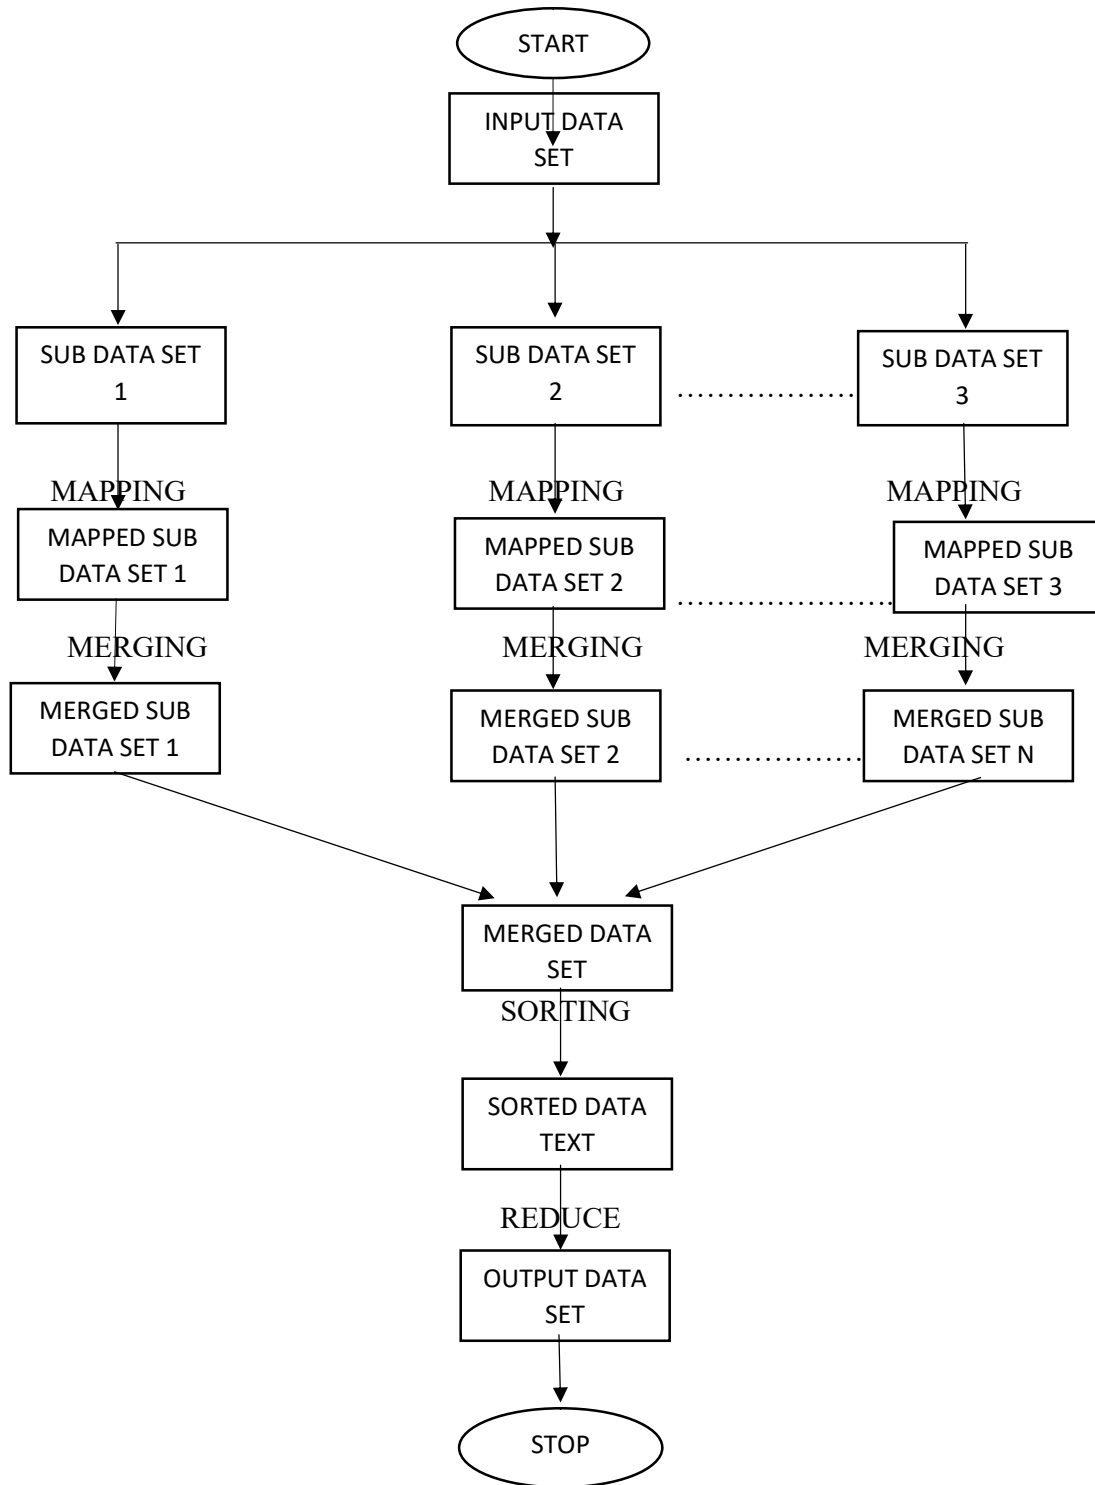 START
INPUT DATA
SET
SUB DATA SET
1
SUB DATA SET
2
..................
SUB DATA SET
3
MAPPING
MAPPING
MAPPING
MAPPED SUB
DATA SET 1
MAPPED SUB
DATA SET 2
......................
MAPPED SUB
DATA SET 3
MERGING
MERGING
MERGING
MERGED SUB
DATA SET 1
MERGED SUB
DATA SET 2
..................
MERGED SUB
DATA SET N
MERGED DATA
SET
SORTING
SORTED DATA
TEXT
REDUCE
OUTPUT DATA
SET
STOP